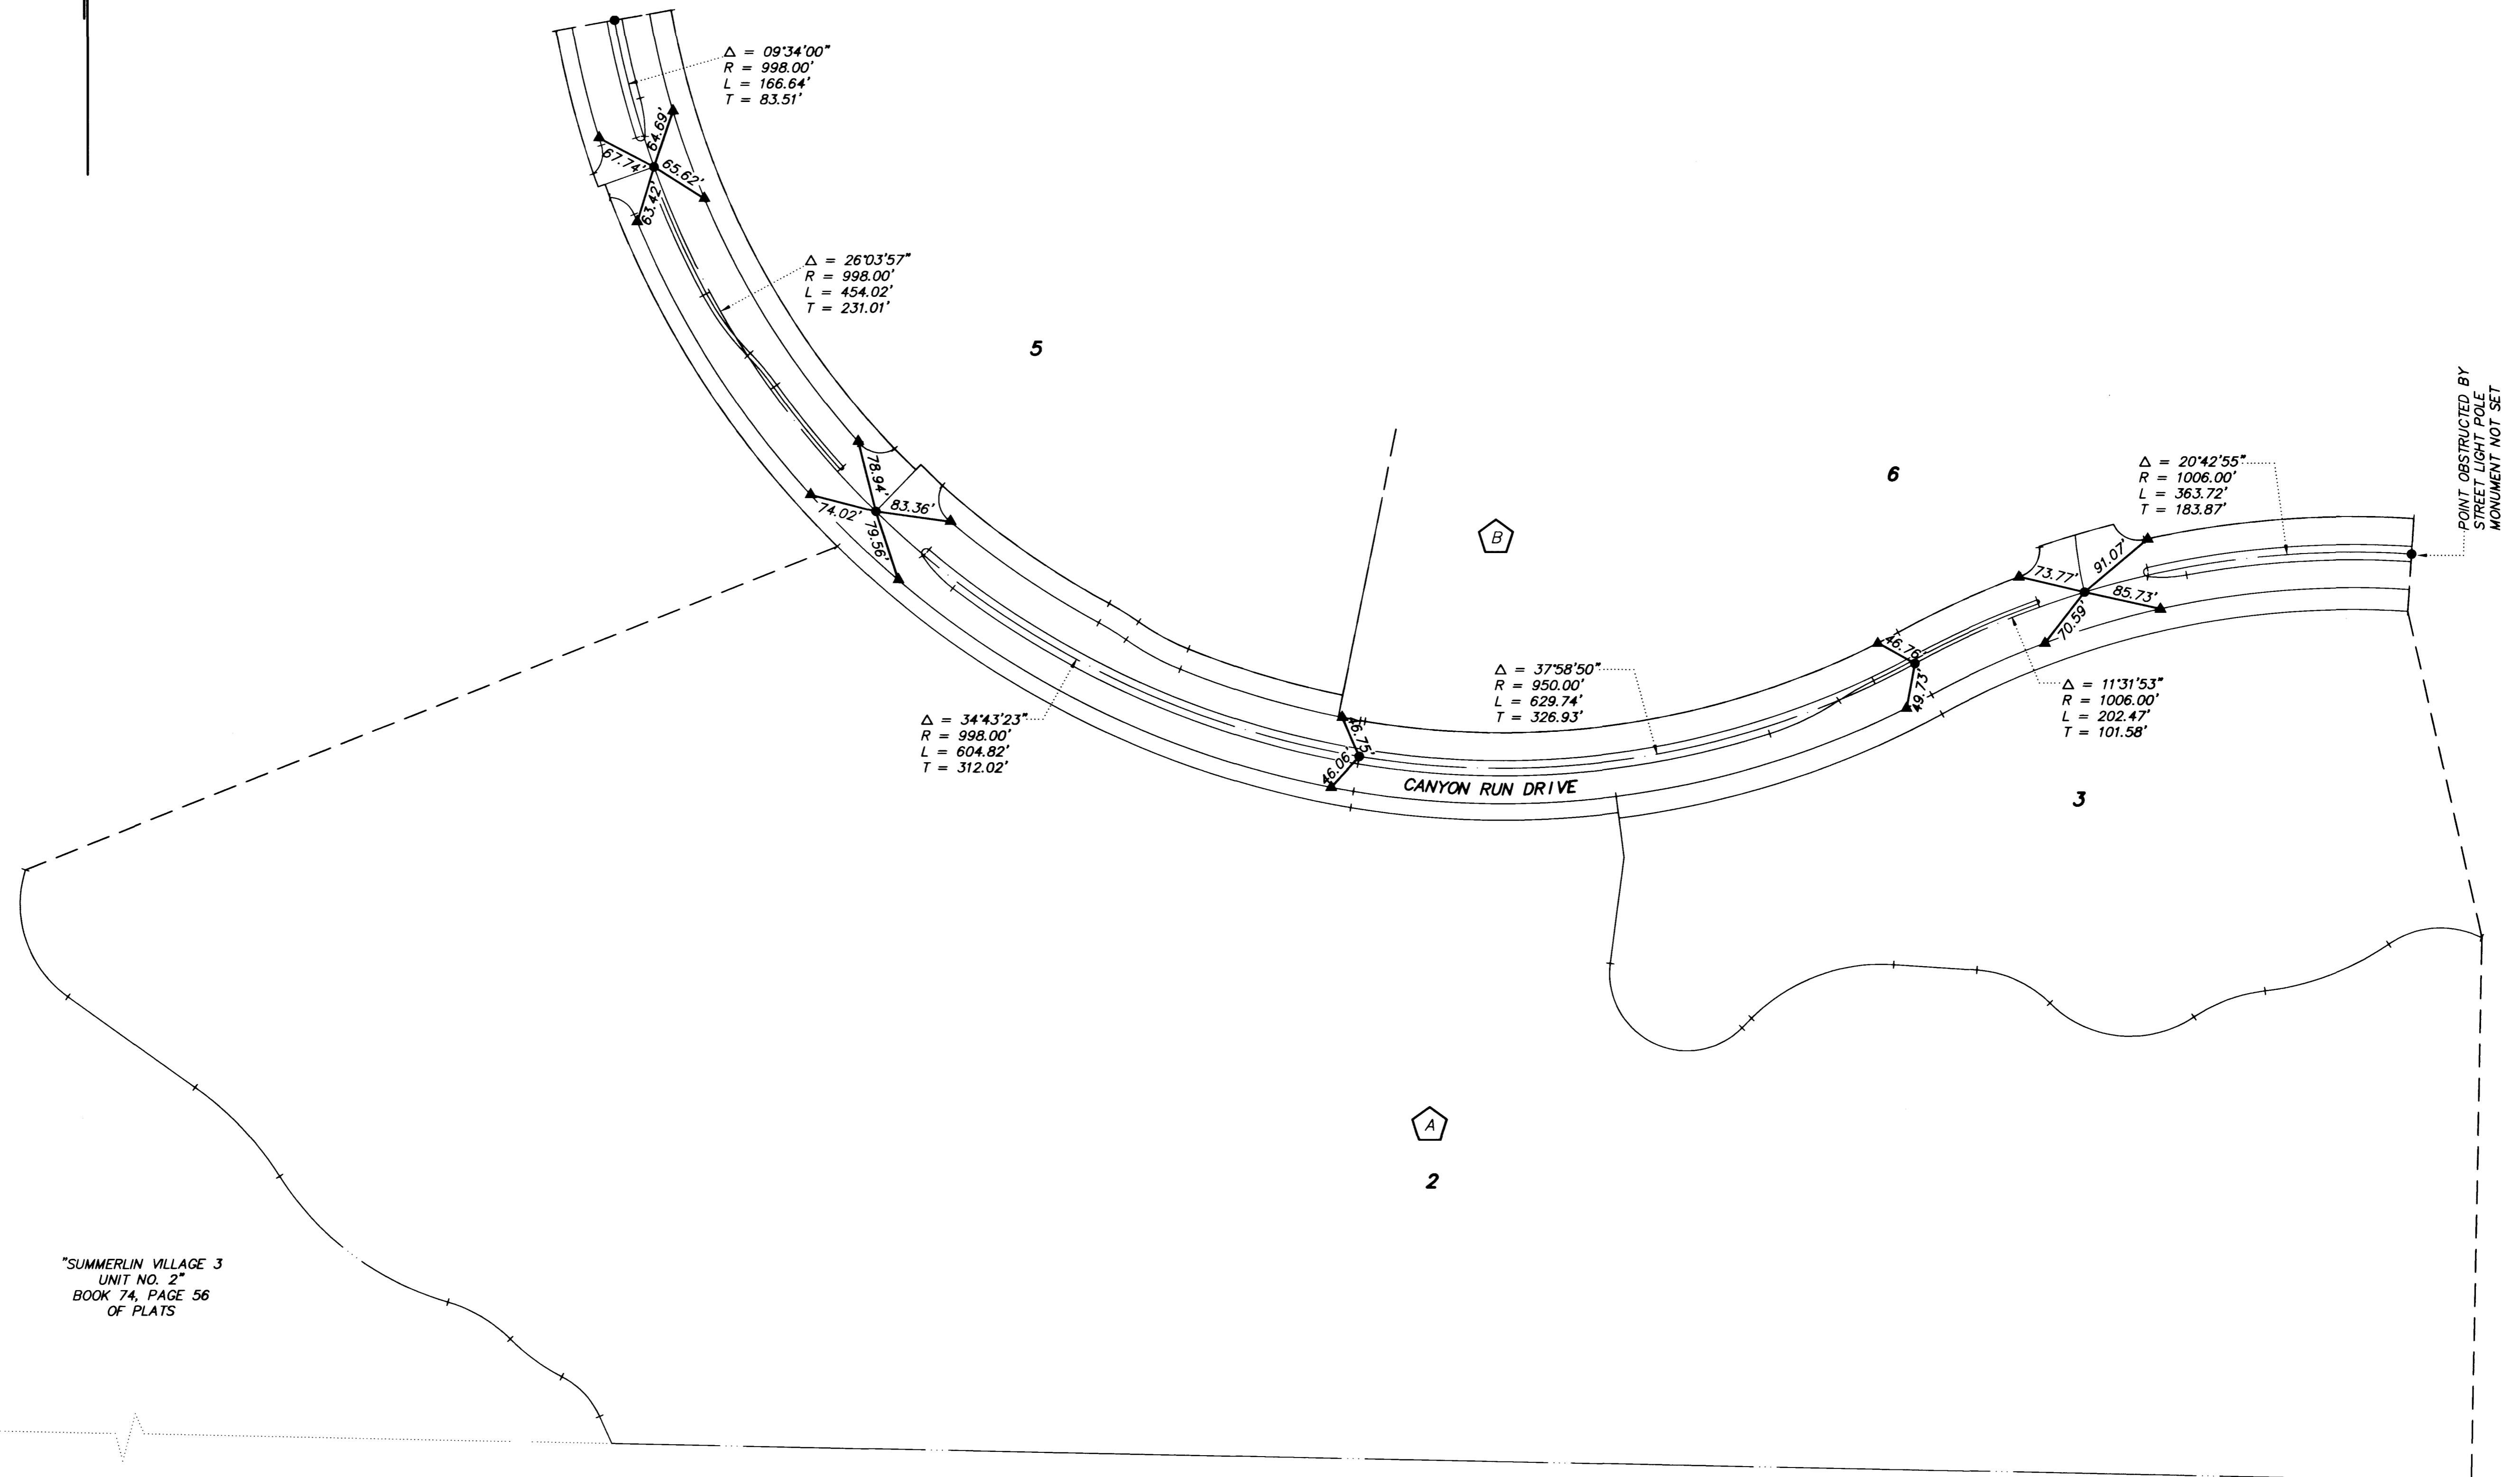 Δ = 09°34'00"
R = 998.00'
L = 166.64'
T = 83.51'
64.69'
67.74'
65.62'
63.42'
Δ = 26°03'57"
R = 998.00'
L = 454.02'
T = 231.01'
5
78.94'
83.36'
74.02'
79.56'
B
6
Δ = 20°42'55"
R = 1006.00'
L = 363.72'
T = 183.87'
POINT OBSTRUCTED BY
STREET LIGHT POLE
MONUMENT NOT SET
73.77'
91.07'
85.73'
70.59'
46.76'
49.73'
Δ = 37°58'50"
R = 950.00'
L = 629.74'
T = 326.93'
Δ = 11°31'53"
R = 1006.00'
L = 202.47'
T = 101.58'
Δ = 34°43'23"
R = 998.00'
L = 604.82'
T = 312.02'
46.75'
46.06'
CANYON RUN DRIVE
3
A
2
"SUMMERLIN VILLAGE 3
UNIT NO. 2"
BOOK 74, PAGE 56
OF PLATS